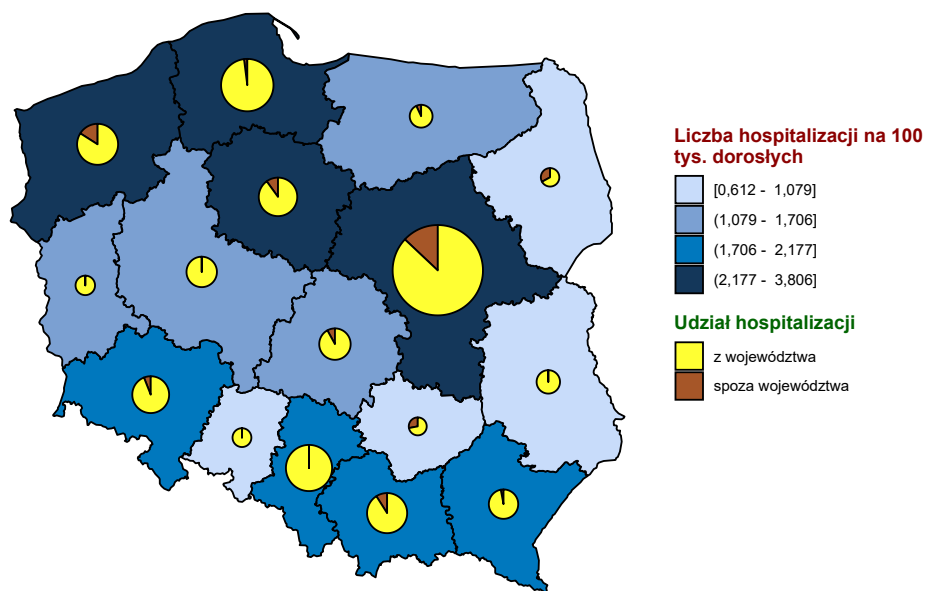 Liczba hospitalizacji na 100
tys. dorosłych
[0,612 - 1,079]
(1,079 - 1,706]
(1,706 - 2,177]
(2,177 - 3,806]
Udział hospitalizacji
z województwa
spoza województwa